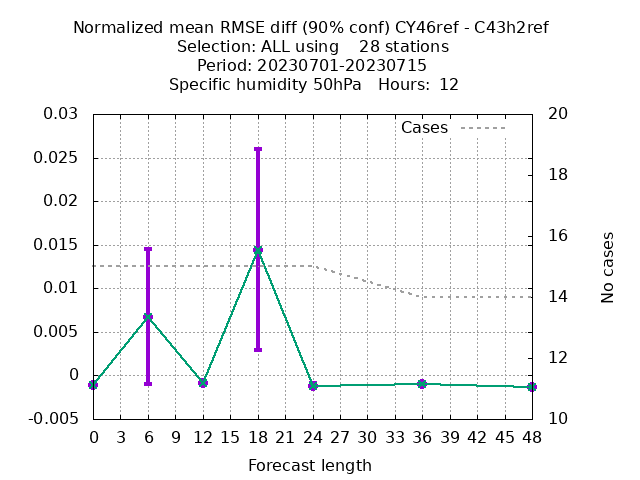 Normalized mean RMSE diff (90% conf) CY46ref - C43h2ref
Selection: ALL using    28 stations
Period: 20230701-20230715
Specific humidity 50hPa   Hours:  12
Cases
0.03
0.025
0.02
0.015
0.01
0.005
0
-0.005
20
18
16
14
12
10
No cases
0 3 6 9 12 15 18 21 24 27 30 33 36 39 42 45 48
Forecast length